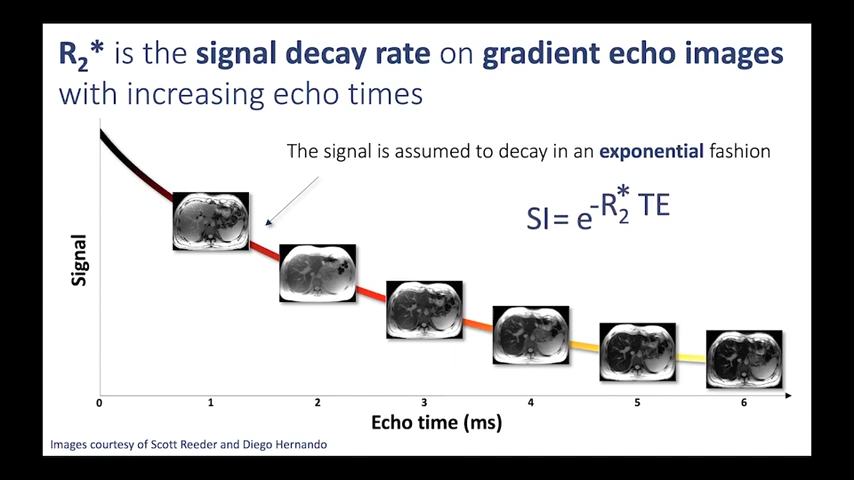 R₂* is the signal decay rate on gradient echo images
with increasing echo times
The signal is assumed to decay in an exponential fashion
SI = e^-R₂* TE
Signal
0 1 2 3 4 5 6
Echo time (ms)
Images courtesy of Scott Reeder and Diego Hernando